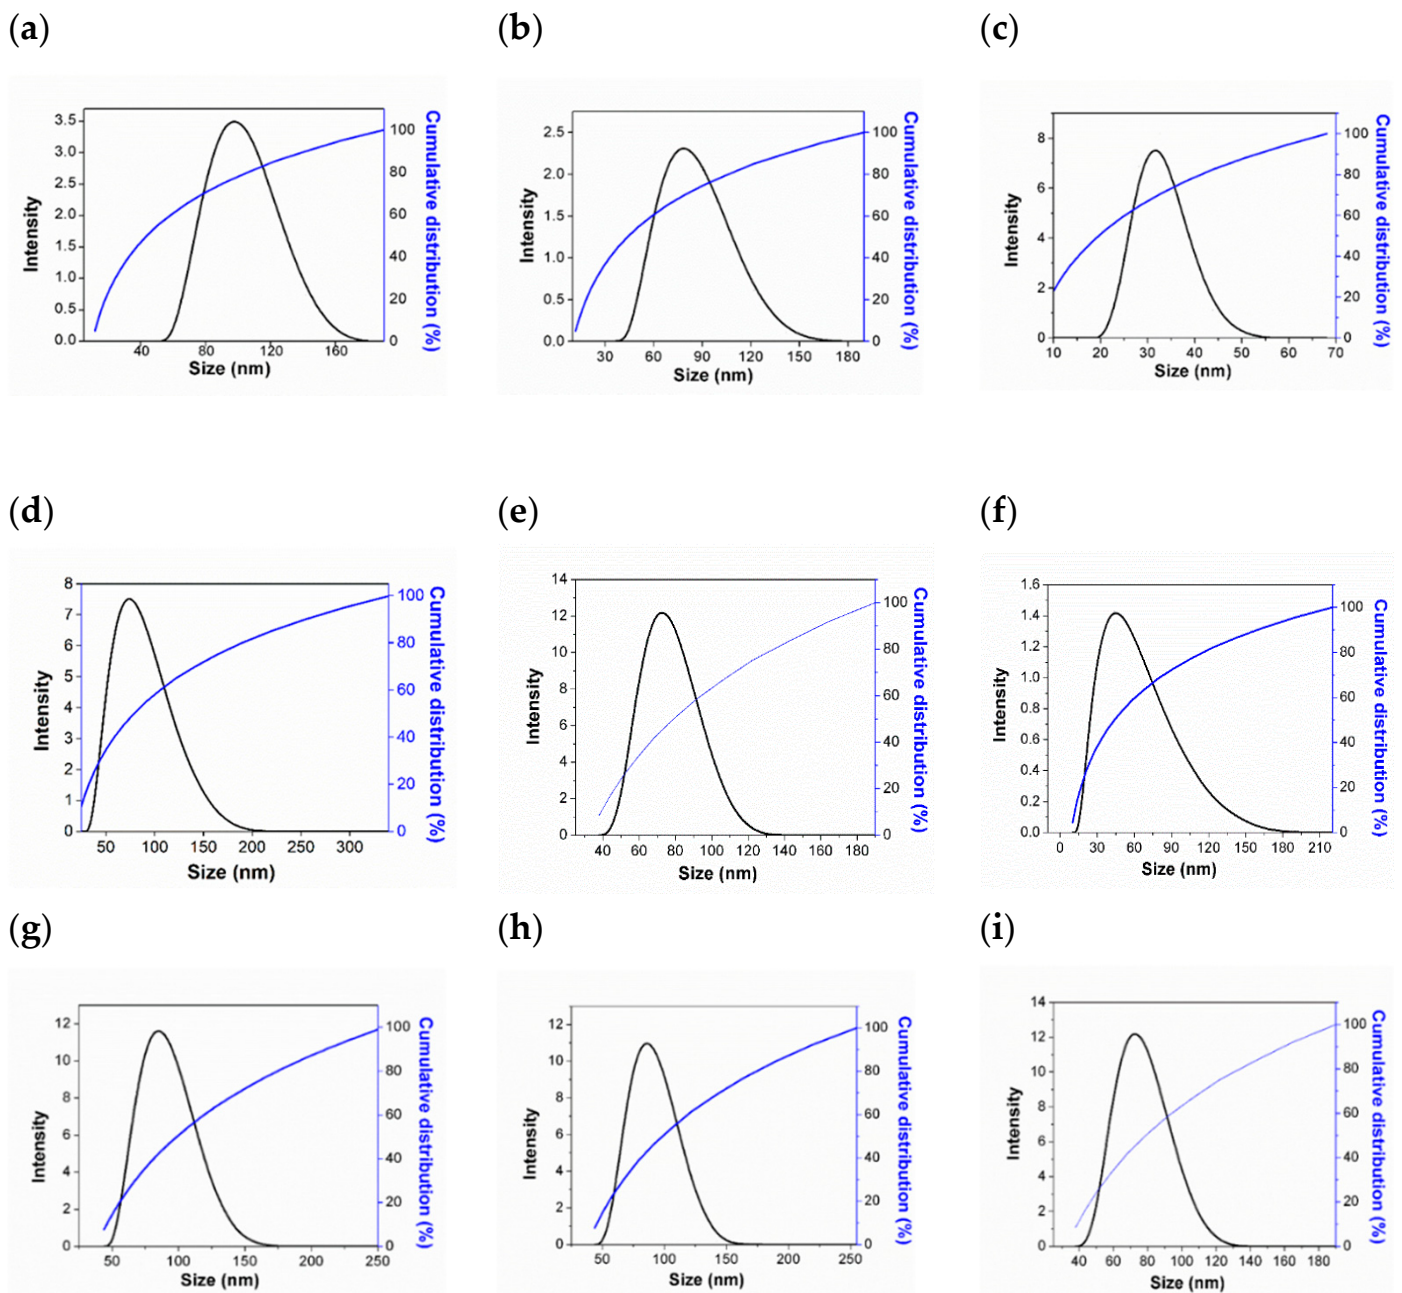 (a)
(b)
(c)
Intensity
3.5
3.0
2.5
2.0
1.5
1.0
0.5
0.0
40 80 120 160
Size (nm)
100
80
60
40
20
0
Cumulative distribution (%)
Intensity
2.5
2.0
1.5
1.0
0.5
0.0
30 60 90 120 150 180
Size (nm)
100
80
60
40
20
0
Cumulative distribution (%)
Intensity
8
6
4
2
0
10 20 30 40 50 60 70
Size (nm)
100
80
60
40
20
0
Cumulative distribution (%)
(d)
(e)
(f)
Intensity
8
7
6
5
4
3
2
1
0
50 100 150 200 250 300
Size (nm)
100
80
60
40
20
0
Cumulative distribution (%)
Intensity
14
12
10
8
6
4
2
0
40 60 80 100 120 140 160 180
Size (nm)
100
80
60
40
20
0
Cumulative distribution (%)
Intensity
1.6
1.4
1.2
1.0
0.8
0.6
0.4
0.2
0.0
0 30 60 90 120 150 180 210
Size (nm)
100
80
60
40
20
0
Cumulative distribution (%)
(g)
(h)
(i)
Intensity
12
10
8
6
4
2
0
50 100 150 200 250
Size (nm)
100
80
60
40
20
0
Cumulative distribution (%)
Intensity
12
10
8
6
4
2
0
50 100 150 200 250
Size (nm)
100
80
60
40
20
0
Cumulative distribution (%)
Intensity
14
12
10
8
6
4
2
0
40 60 80 100 120 140 160 180
Size (nm)
100
80
60
40
20
0
Cumulative distribution (%)